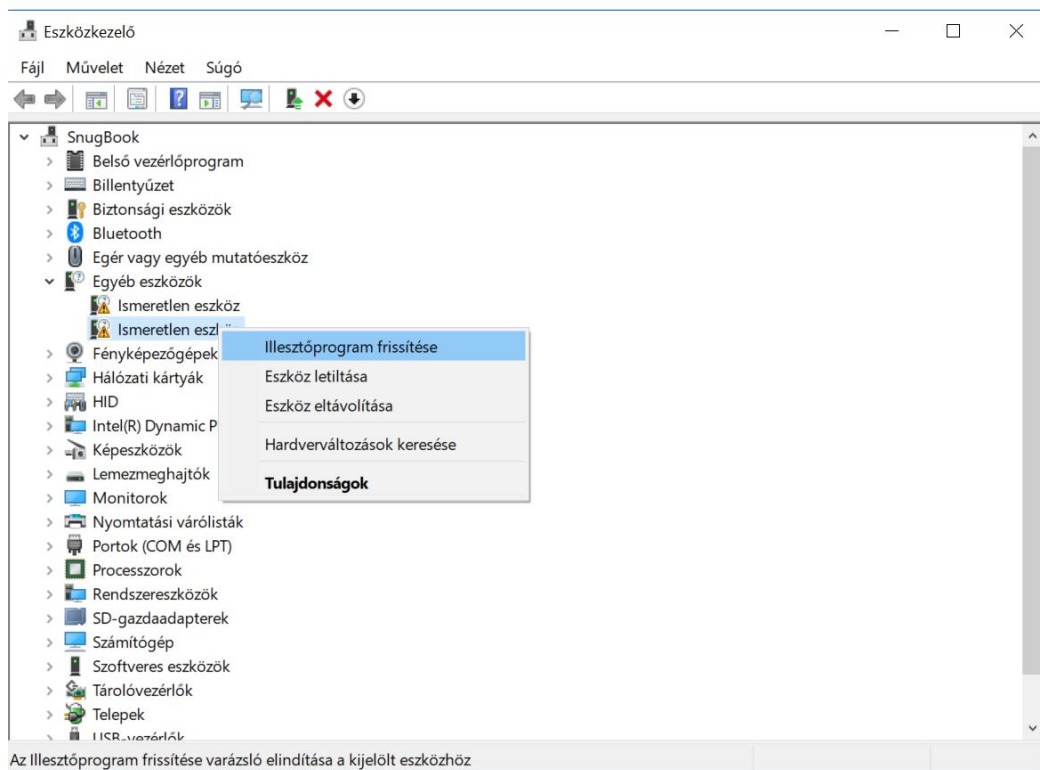 Eszközkezelő
Fájl Művelet Nézet Súgó
SnugBook
Belső vezérlőprogram
Billentyűzet
Biztonsági eszközök
Bluetooth
Egér vagy egyéb mutatóeszköz
Egyéb eszközök
Ismeretlen eszköz
Ismeretlen
Illesztőprogram frissítése
Eszköz letiltása
Eszköz eltávolítása
Hardverváltozások keresése
Tulajdonságok
Fényképezőgépek
Hálózati kártyák
HID
Intel(R) Dynamic P
Képeszközök
Lemezmeghajtók
Monitorok
Nyomtatási várólisták
Portok (COM és LPT)
Processzorok
Rendszereszközök
SD-gazdaadapterek
Számítógép
Szoftveres eszközök
Tárolóvezérlők
Telepek
USB-vezérlők
Az Illesztőprogram frissítése varázsló elindítása a kijelölt eszközhöz